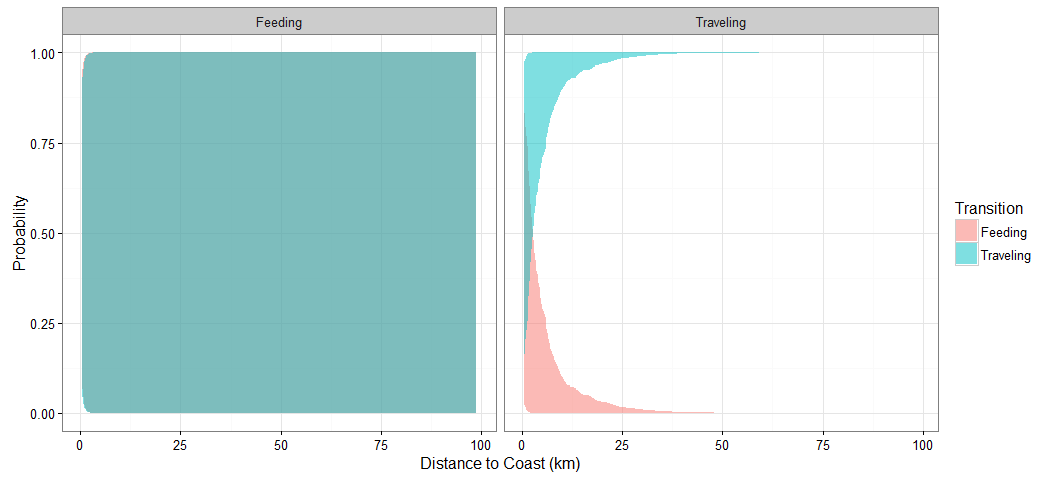 Feeding
Traveling
Probability
1.00
0.75
0.50
0.25
0.00
0 25 50 75 100
0 25 50 75 100
Distance to Coast (km)
Transition
Feeding
Traveling